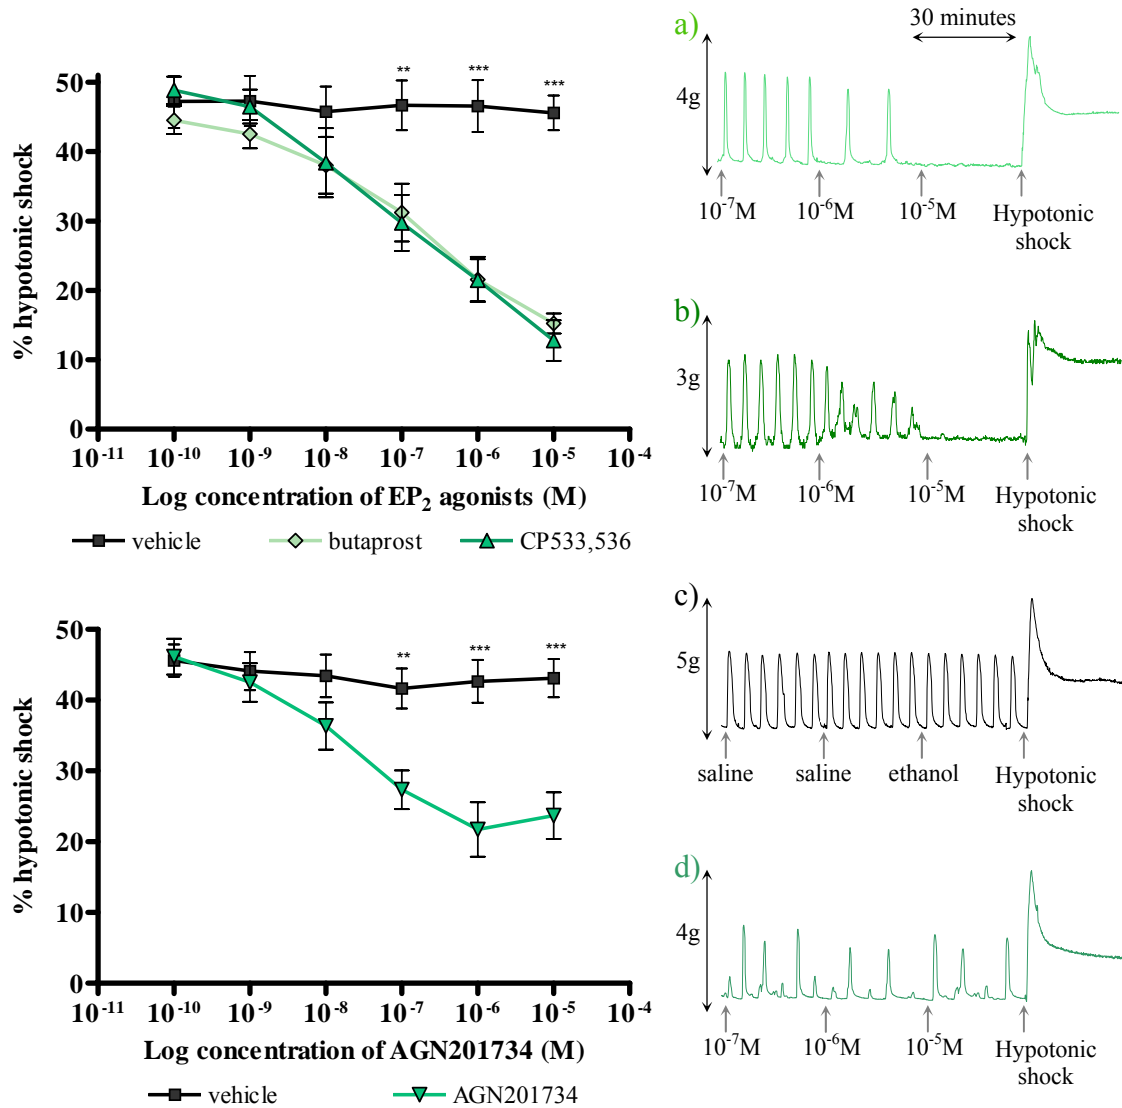 % hypotonic shock
50
40
30
20
10
0
** *** ***
10-11 10-10 10-9 10-8 10-7 10-6 10-5 10-4
Log concentration of EP2 agonists (M)
vehicle butaprost CP533,536
% hypotonic shock
50
40
30
20
10
0
** *** ***
10-11 10-10 10-9 10-8 10-7 10-6 10-5 10-4
Log concentration of AGN201734 (M)
vehicle AGN201734
a)
30 minutes
4g
10-7M 10-6M 10-5M Hypotonic
shock
b)
3g
10-7M 10-6M 10-5M Hypotonic
shock
c)
5g
saline saline ethanol Hypotonic
shock
d)
4g
10-7M 10-6M 10-5M Hypotonic
shock